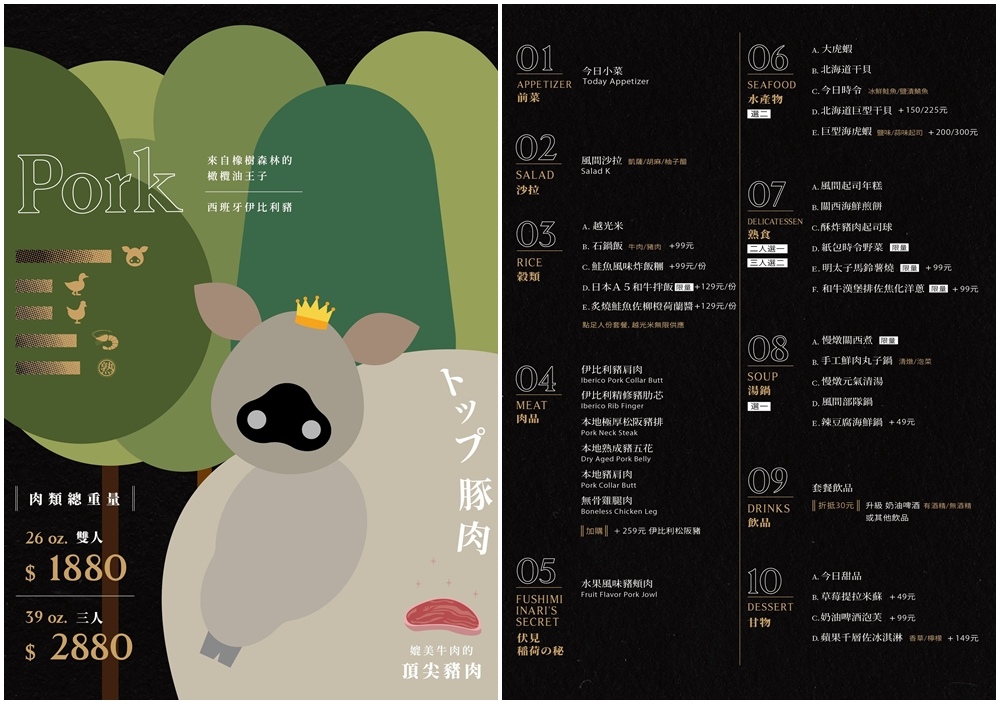 Pork
來自橡樹森林的
橄欖油王子
西班牙伊比利豬
熟
肉類總重量
26 oz. 雙人
$ 1880
39 oz. 三人
$ 2880
トップ 豚肉
媲美牛肉的
頂尖豬肉
01
APPETIZER
前菜
今日小菜
Today Appetizer
02
SALAD
沙拉
風間沙拉 凱薩/胡麻/柚子醋
Salad K
03
RICE
穀類
A. 越光米
B. 石鍋飯 牛肉/豬肉 +99元
C. 鮭魚風味炸飯糰 +99元/份
D. 日本A5和牛拌飯 限量 +129元/份
E. 炙燒鮭魚佐柳橙荷蘭醬 +129元/份
點足人份套餐, 越光米無限供應
04
MEAT
肉品
伊比利豬肩肉
Iberico Pork Collar Butt
伊比利精修豬肋芯
Iberico Rib Finger
本地極厚松阪豬排
Pork Neck Steak
本地熟成豬五花
Dry Aged Pork Belly
本地豬肩肉
Pork Collar Butt
無骨雞腿肉
Boneless Chicken Leg
加購 +259元 伊比利松阪豬
05
FUSHIMI
INARI'S
SECRET
伏見
稲荷の秘
水果風味豬頰肉
Fruit Flavor Pork Jowl
06
SEAFOOD
水產物
選二
A. 大虎蝦
B. 北海道干貝
C. 今日時令 冰鮮鮭魚/鹽漬鯖魚
D. 北海道巨型干貝 +150/225元
E. 巨型海虎蝦 鹽味/蒜味起司 +200/300元
07
DELICATESSEN
熟食
二人選一
三人選二
A. 風間起司年糕
B. 關西海鮮煎餅
C. 酥炸豬肉起司球
D. 紙包時令野菜 限量
E. 明太子馬鈴薯燒 限量 +99元
F. 和牛漢堡排佐焦化洋蔥 限量 +99元
08
SOUP
湯鍋
選一
A. 慢燉關西煮 限量
B. 手工鮮肉丸子鍋 清燉/泡菜
C. 慢燉元氣清湯
D. 風間部隊鍋
E. 辣豆腐海鮮鍋 +49元
09
DRINKS
飲品
套餐飲品
折抵30元 升級 奶油啤酒 有酒精/無酒精
或其他飲品
10
DESSERT
甘物
A. 今日甜品
B. 草莓提拉米蘇 +49元
C. 奶油啤酒泡芙 +99元
D. 蘋果千層佐冰淇淋 香草/檸檬 +149元